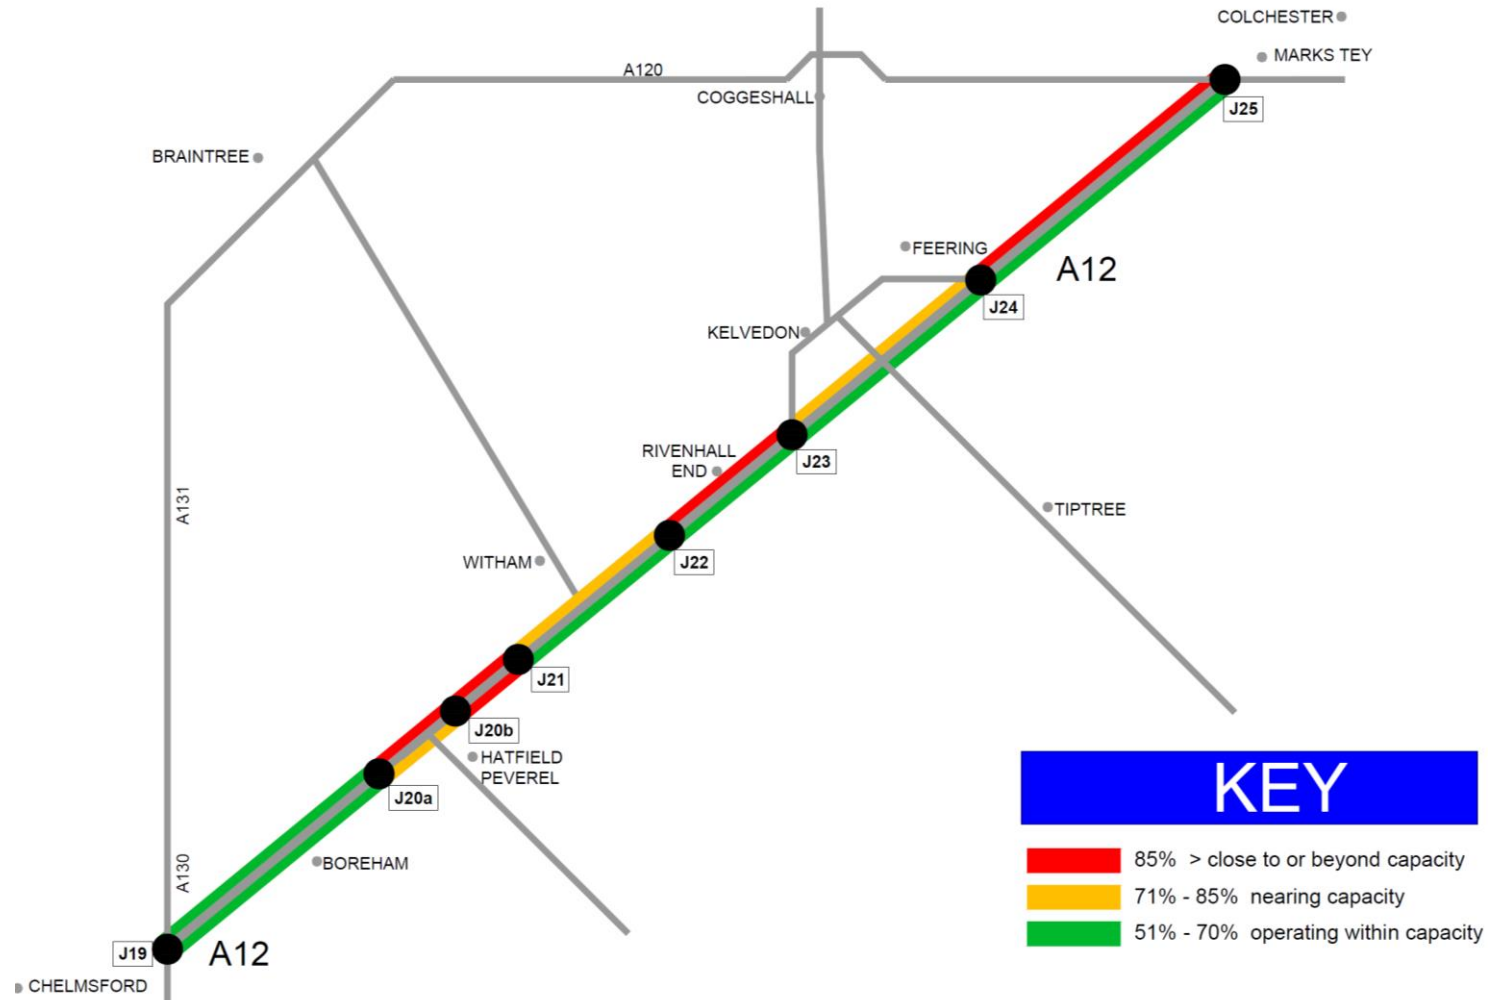 COLCHESTER
MARKS TEY
A120
COGGESHALL
J25
BRAINTREE
FEERING
A12
J24
KELVEDON
RIVENHALL
END
J23
A131
TIPTREE
WITHAM
J22
J21
J20b
HATFIELD
PEVEREL
J20a
BOREHAM
A130
J19
A12
CHELMSFORD
KEY
85% > close to or beyond capacity
71% - 85% nearing capacity
51% - 70% operating within capacity